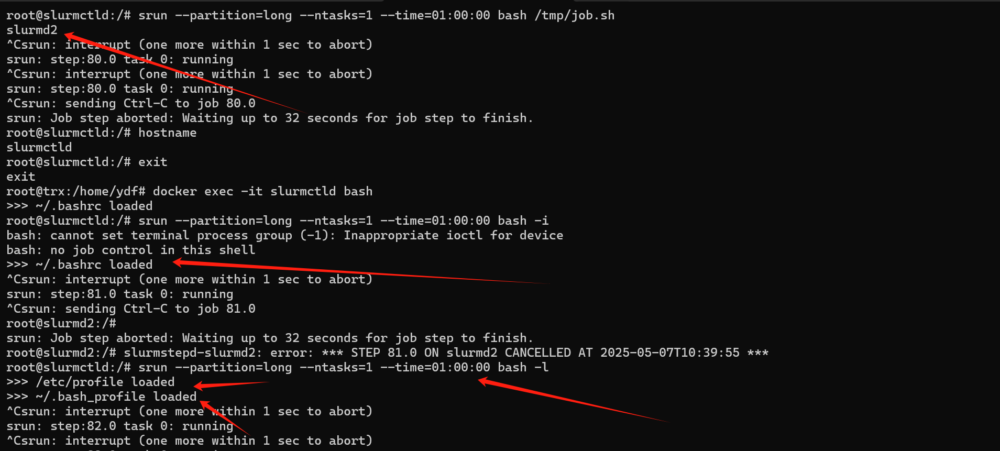 root@slurmctld:/# srun --partition=long --ntasks=1 --time=01:00:00 bash /tmp/job.sh
slurmd2
^Csrun: interrupt (one more within 1 sec to abort)
srun: step:80.0 task 0: running
^Csrun: interrupt (one more within 1 sec to abort)
srun: step:80.0 task 0: running
^Csrun: sending Ctrl-C to job 80.0
srun: Job step aborted: Waiting up to 32 seconds for job step to finish.
root@slurmctld:/# hostname
slurmctld
root@slurmctld:/# exit
exit
root@trx:/home/ydf# docker exec -it slurmctld bash
>>> ~/.bashrc loaded
root@slurmctld:/# srun --partition=long --ntasks=1 --time=01:00:00 bash -i
bash: cannot set terminal process group (-1): Inappropriate ioctl for device
bash: no job control in this shell
>>> ~/.bashrc loaded
^Csrun: interrupt (one more within 1 sec to abort)
srun: step:81.0 task 0: running
^Csrun: sending Ctrl-C to job 81.0
root@slurmd2:/#
srun: Job step aborted: Waiting up to 32 seconds for job step to finish.
root@slurmd2:/# slurmstepd-slurmd2: error: *** STEP 81.0 ON slurmd2 CANCELLED AT 2025-05-07T10:39:55 ***
root@slurmctld:/# srun --partition=long --ntasks=1 --time=01:00:00 bash -l
>>> /etc/profile loaded
>>> ~/.bash_profile loaded
^Csrun: interrupt (one more within 1 sec to abort)
srun: step:82.0 task 0: running
^Csrun: interrupt (one more within 1 sec to abort)